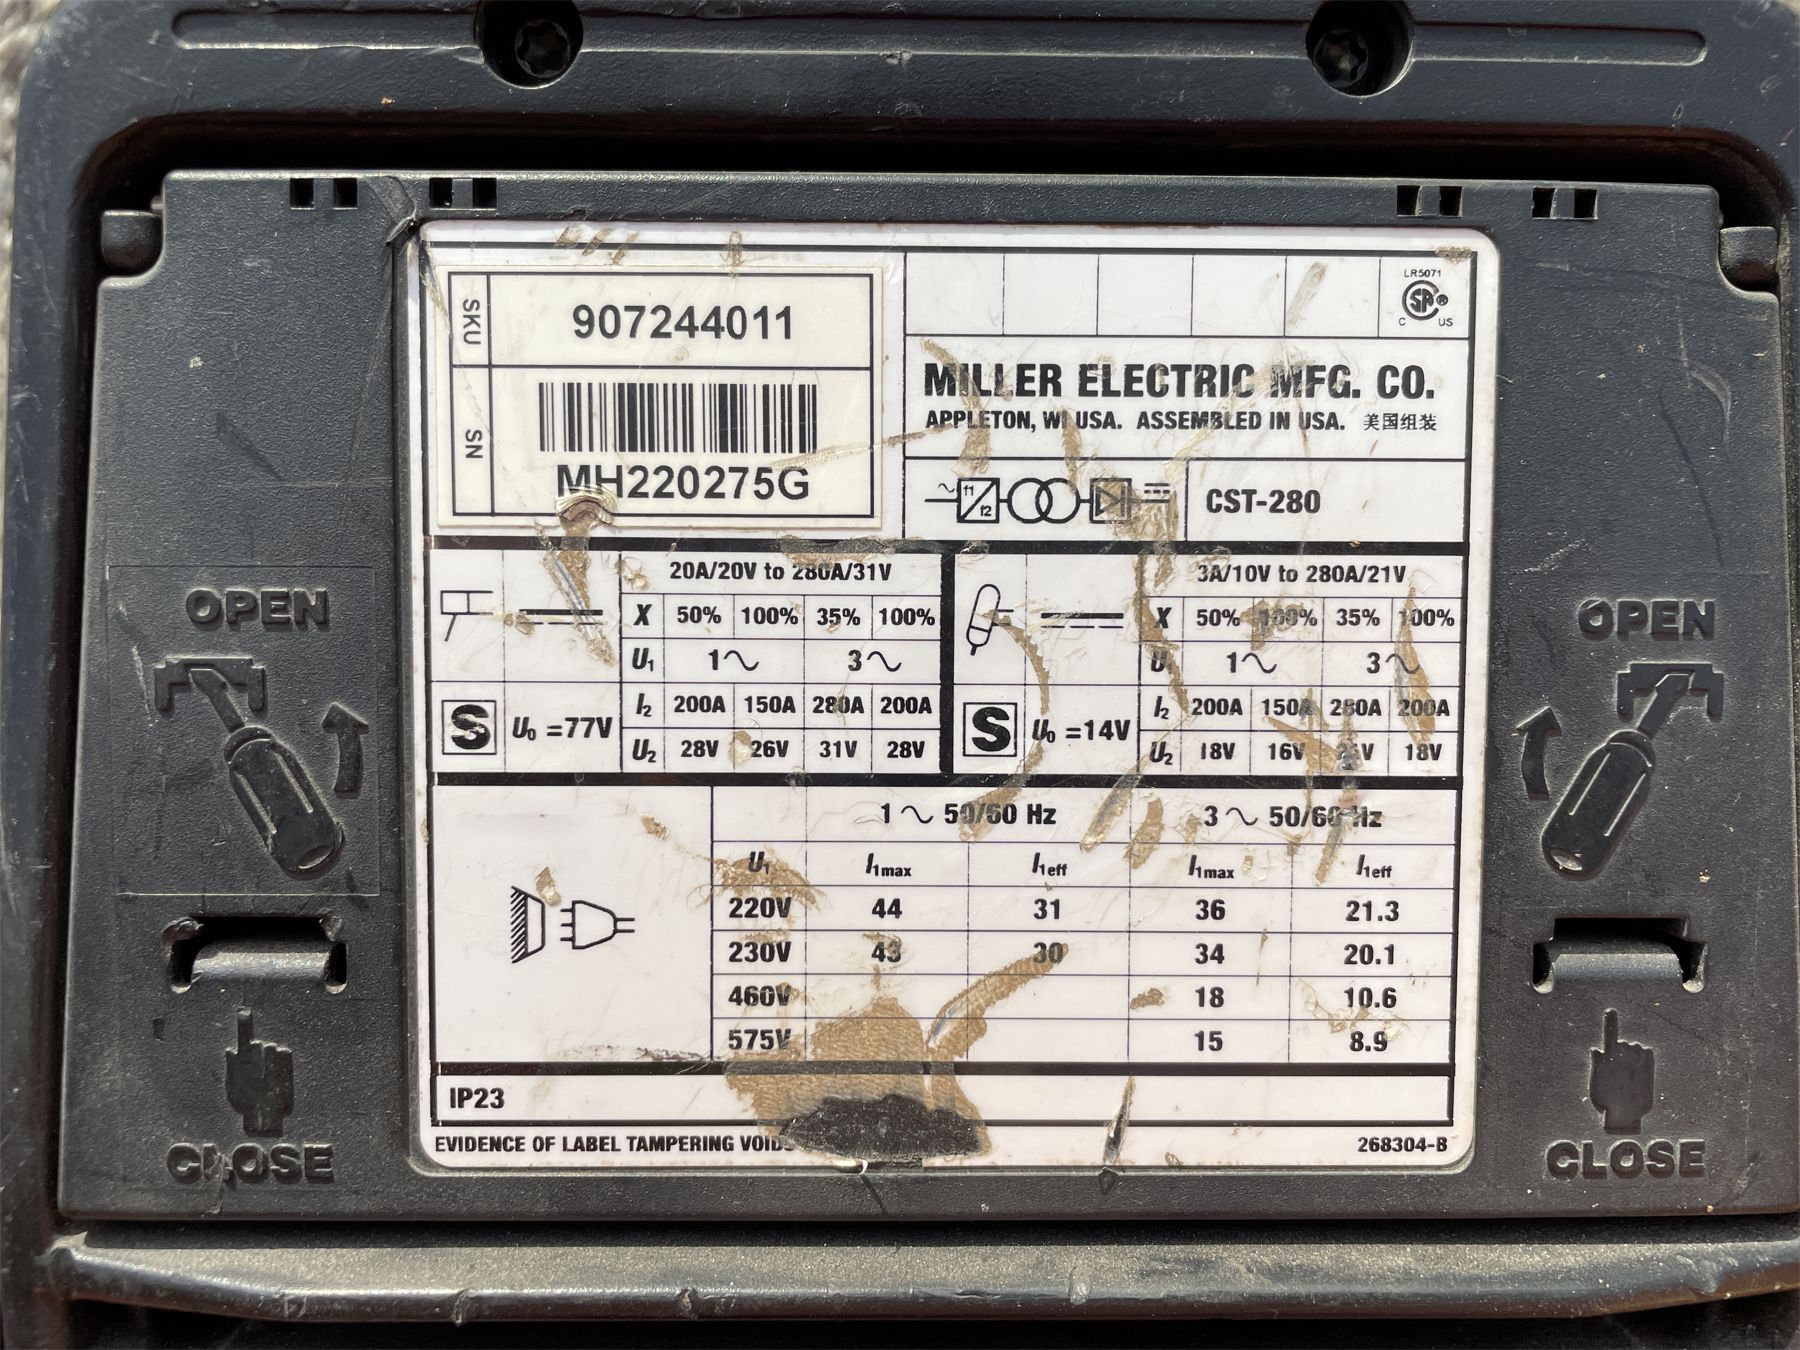 LR5071
SKU 907244011
C SA ® US
MILLER ELECTRIC MFG. CO.
APPLETON, WI USA. ASSEMBLED IN USA. 美国组装
SN
MH220275G
f1 f2 CST-280
20A/20V to 280A/31V
X 50% 100% 35% 100%
U1 1~ 3~
S U0 =77V I2 200A 150A 280A 200A
U2 28V 26V 31V 28V
3A/10V to 280A/21V
X 50% 100% 35% 100%
U 1~ 3~
S U0 =14V I2 200A 150A 280A 200A
U2 18V 16V 21V 18V
1 ~ 50/60 Hz 3 ~ 50/60 Hz
U1 I1max I1eff I1max I1eff
220V 44 31 36 21.3
230V 43 30 34 20.1
460V 18 10.6
575V 15 8.9
IP23
EVIDENCE OF LABEL TAMPERING 268304-B
OPEN
CLOSE
OPEN
CLOSE